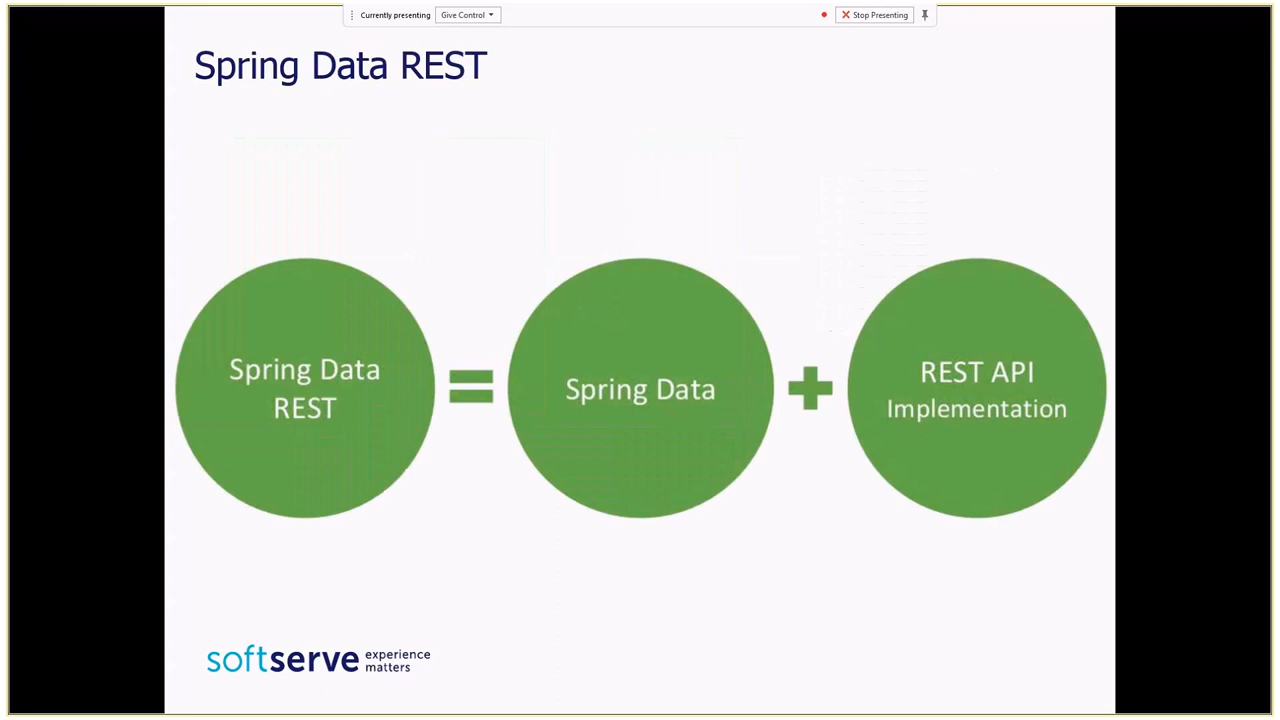 Currently presenting
Give Control
Stop Presenting
Spring Data REST
Spring Data
REST
Spring Data
REST API
Implementation
softserve
experience
matters